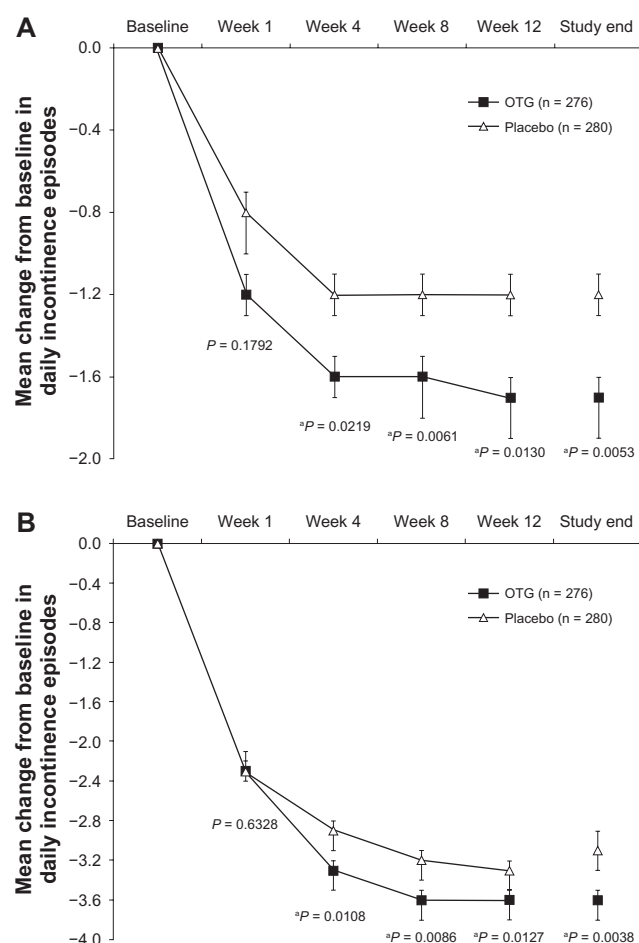 A
Baseline Week 1 Week 4 Week 8 Week 12 Study end
0.0
−0.4
−0.8
−1.2
−1.6
−2.0
Mean change from baseline in
daily incontinence episodes
OTG (n = 276)
Placebo (n = 280)
P = 0.1792
aP = 0.0219
aP = 0.0061
aP = 0.0130
aP = 0.0053
B
Baseline Week 1 Week 4 Week 8 Week 12 Study end
0.0
−0.4
−0.8
−1.2
−1.6
−2.0
−2.4
−2.8
−3.2
−3.6
−4.0
Mean change from baseline in
daily incontinence episodes
OTG (n = 276)
Placebo (n = 280)
P = 0.6328
aP = 0.0108
aP = 0.0086
aP = 0.0127
aP = 0.0038